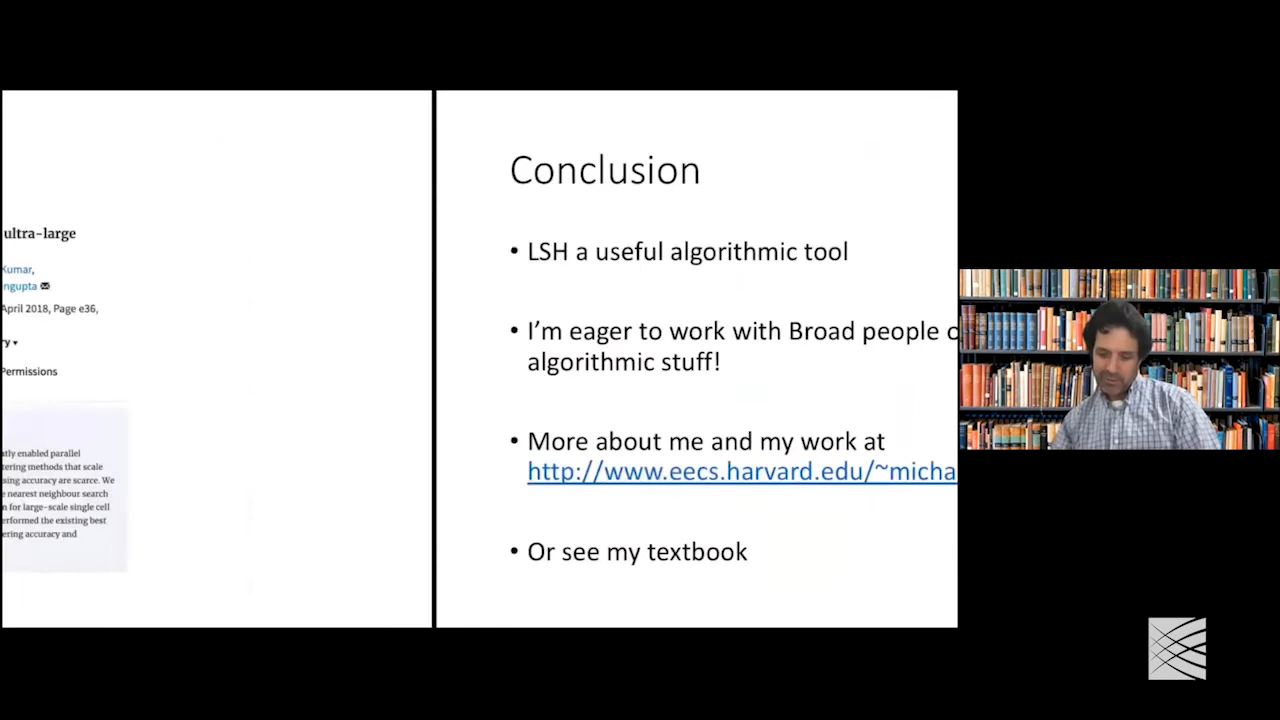 ultra-large
Kumar,
ngupta
April 2018, Page e36,
ry
Permissions
atly enabled parallel
tering methods that scale
sing accuracy are scarce. We
e nearest neighbour search
n for large-scale single cell
erformed the existing best
ering accuracy and
Conclusion
• LSH a useful algorithmic tool
• I’m eager to work with Broad people o
algorithmic stuff!
• More about me and my work at
http://www.eecs.harvard.edu/~micha
• Or see my textbook